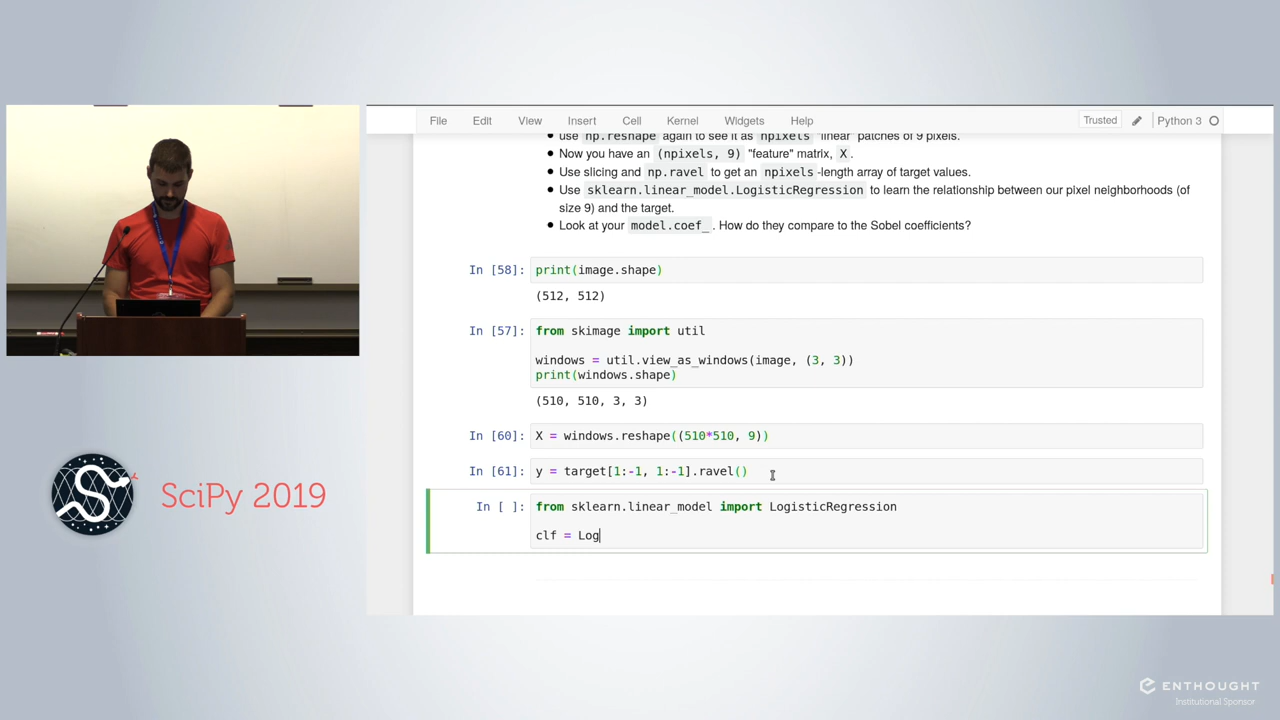 File Edit View Insert Cell Kernel Widgets Help Trusted Python 3
use np.reshape again to see it as npixels "linear" patches of 9 pixels.
Now you have an (npixels, 9) "feature" matrix, X.
Use slicing and np.ravel to get an npixels-length array of target values.
Use sklearn.linear_model.LogisticRegression to learn the relationship between our pixel neighborhoods (of
size 9) and the target.
Look at your model.coef_. How do they compare to the Sobel coefficients?
In [58]: print(image.shape)
(512, 512)
In [57]: from skimage import util
windows = util.view_as_windows(image, (3, 3))
print(windows.shape)
(510, 510, 3, 3)
In [60]: X = windows.reshape((510*510, 9))
In [61]: y = target[1:-1, 1:-1].ravel()
In [ ]: from sklearn.linear_model import LogisticRegression
clf = Log
SciPy 2019
ENTHOUGHT
Institutional Sponsor